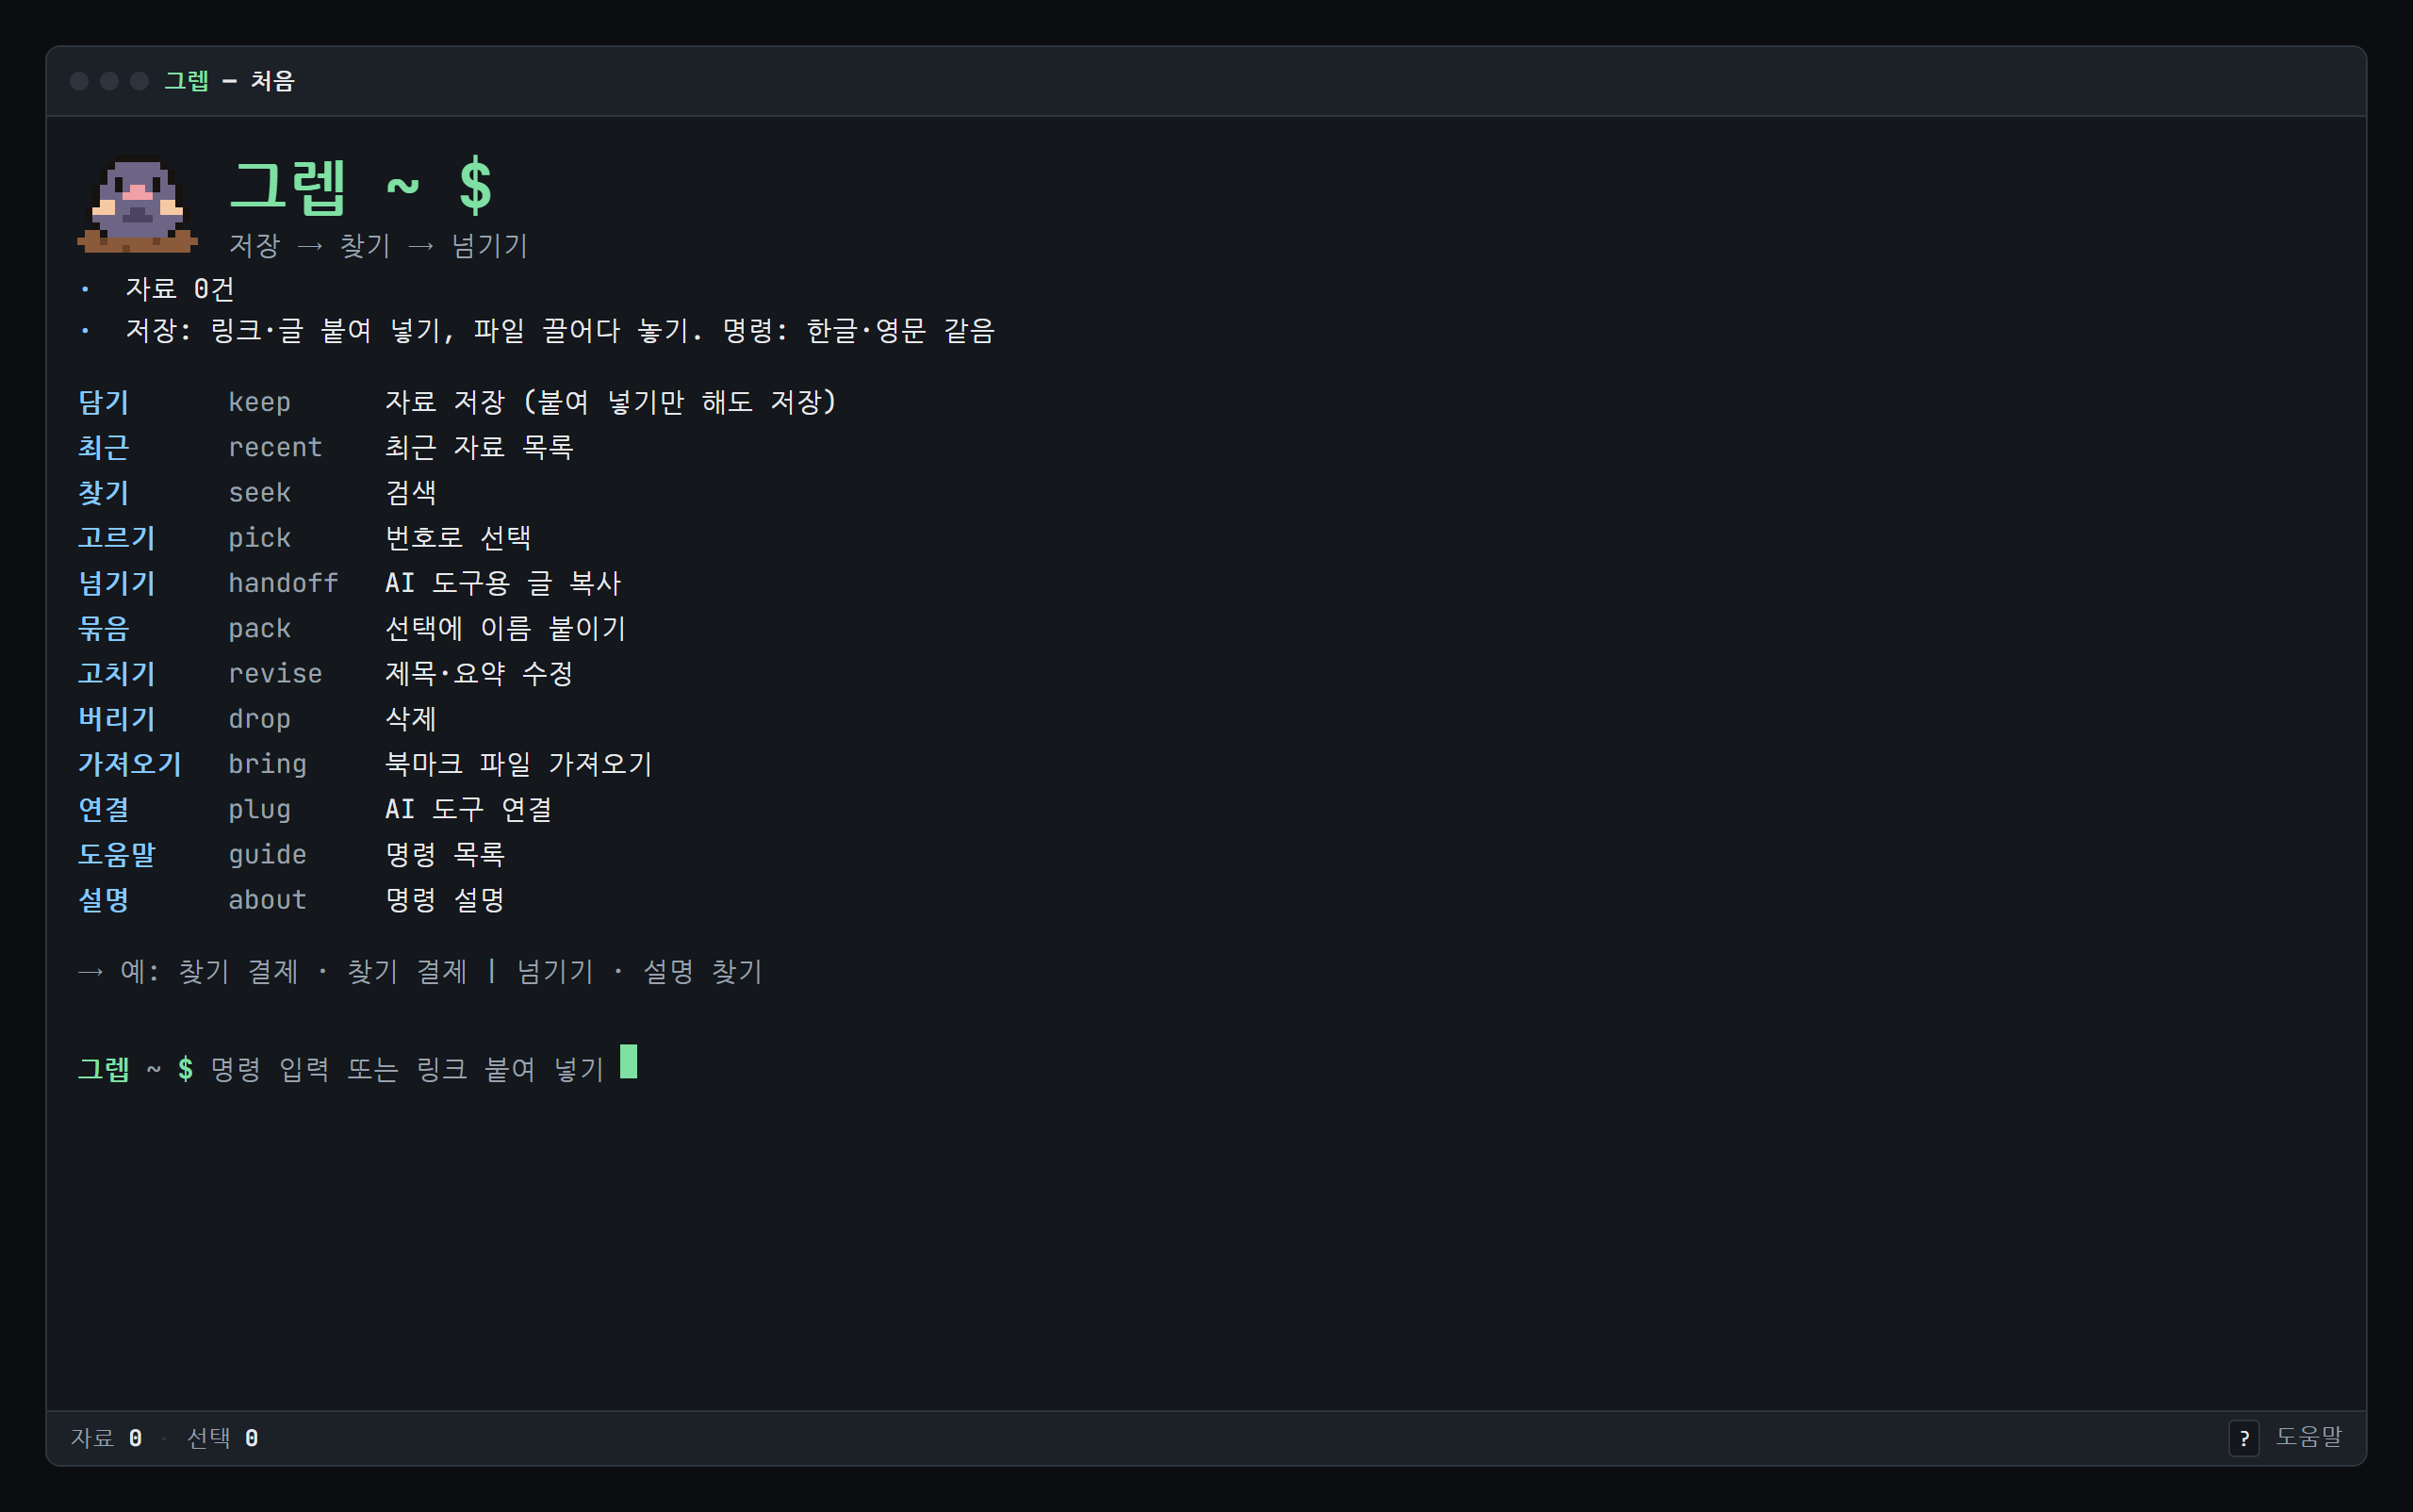 그렙 – 처음
그렙 ~ $
저장 → 찾기 → 넘기기
· 자료 0건
· 저장: 링크·글 붙여 넣기, 파일 끌어다 놓기. 명령: 한글·영문 같음
담기 keep 자료 저장 (붙여 넣기만 해도 저장)
최근 recent 최근 자료 목록
찾기 seek 검색
고르기 pick 번호로 선택
넘기기 handoff AI 도구용 글 복사
묶음 pack 선택에 이름 붙이기
고치기 revise 제목·요약 수정
버리기 drop 삭제
가져오기 bring 북마크 파일 가져오기
연결 plug AI 도구 연결
도움말 guide 명령 목록
설명 about 명령 설명
→ 예: 찾기 결제 · 찾기 결제 | 넘기기 · 설명 찾기
그렙 ~ $ 명령 입력 또는 링크 붙여 넣기
자료 0 · 선택 0
? 도움말